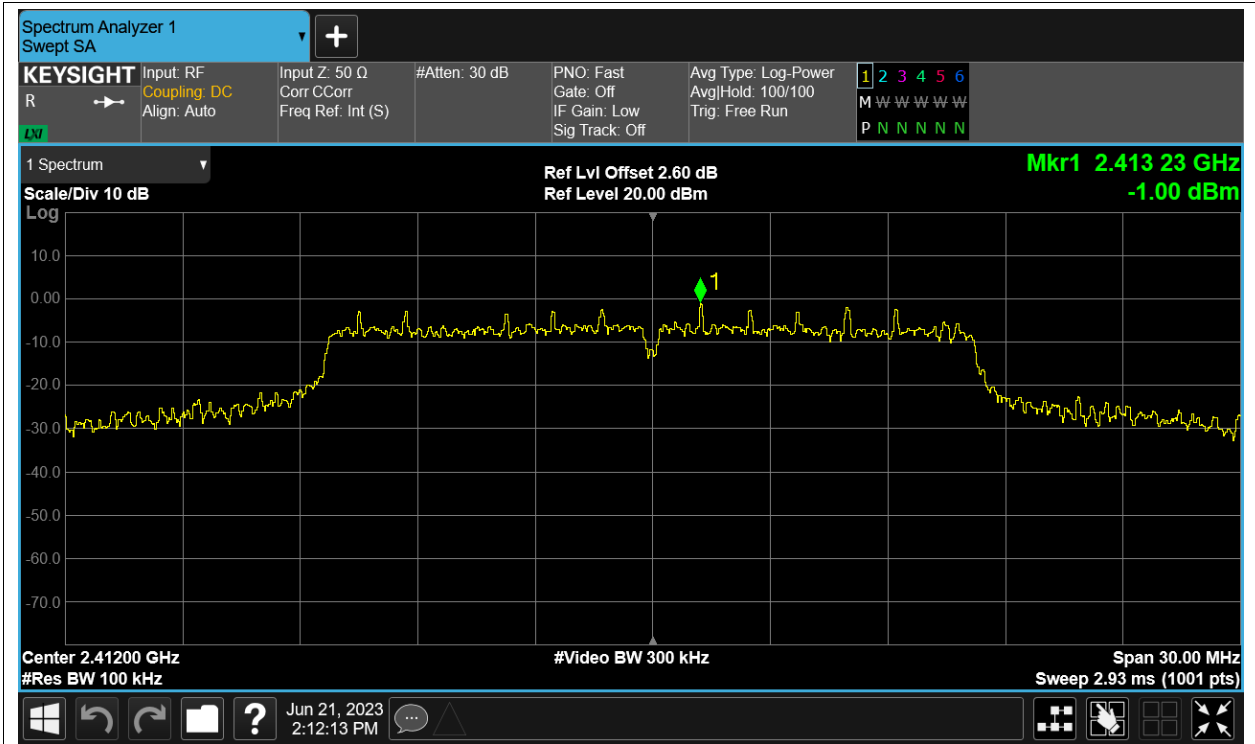 Spectrum Analyzer 1
Swept SA
+
KEYSIGHT
R
LXI
Input: RF
Coupling: DC
Align: Auto
Input Z: 50 Ω
Corr CCorr
Freq Ref: Int (S)
#Atten: 30 dB
PNO: Fast
Gate: Off
IF Gain: Low
Sig Track: Off
Avg Type: Log-Power
Avg|Hold: 100/100
Trig: Free Run
1 2 3 4 5 6
M W W W W W
P N N N N N
1 Spectrum
Scale/Div 10 dB
Log
Ref Lvl Offset 2.60 dB
Ref Level 20.00 dBm
Mkr1 2.413 23 GHz
-1.00 dBm
10.0
0.00
-10.0
-20.0
-30.0
-40.0
-50.0
-60.0
-70.0
1
Center 2.41200 GHz
#Res BW 100 kHz
#Video BW 300 kHz
Span 30.00 MHz
Sweep 2.93 ms (1001 pts)
?
Jun 21, 2023
2:12:13 PM